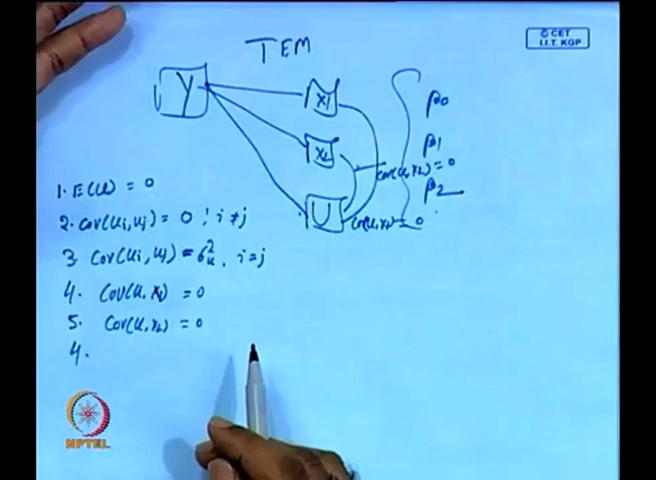 © CET
I.I.T. KGP
TEM
Y
X1
X2
U
β0
β1
β2
cov(u, x2) = 0
cov(u, x1) = 0
1. E(U) = 0
2. cov(ui, uj) = 0 ; i ≠ j
3. cov(ui, uj) = σ²u , i = j
4. cov(u, x1) = 0
5. cov(u, x2) = 0
4.
NPTEL